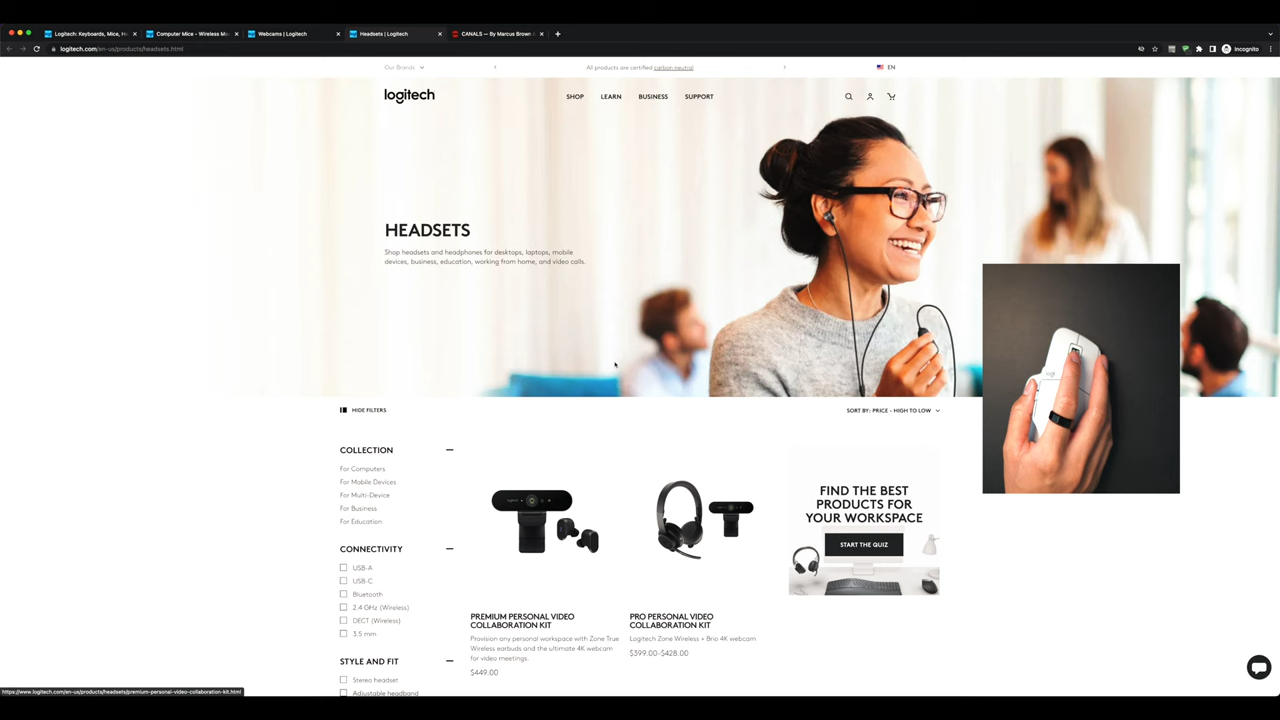 Logitech: Keyboards, Mice, He
Computer Mice - Wireless Mo
Webcams | Logitech
Headsets | Logitech
CANALS — By Marcus Brown &
logitech.com/en-us/products/headsets.html
Incognito
Our Brands
All products are certified carbon neutral
EN
logitech
SHOP
LEARN
BUSINESS
SUPPORT
HEADSETS
Shop headsets and headphones for desktops, laptops, mobile
devices, business, education, working from home, and video calls.
logi
HIDE FILTERS
SORT BY: PRICE - HIGH TO LOW
COLLECTION
For Computers
For Mobile Devices
For Multi-Device
For Business
For Education
CONNECTIVITY
USB-A
USB-C
Bluetooth
2.4 GHz (Wireless)
DECT (Wireless)
3.5 mm
STYLE AND FIT
Stereo headset
Adjustable headband
logitech
PREMIUM PERSONAL VIDEO
COLLABORATION KIT
Provision any personal workspace with Zone True
Wireless earbuds and the ultimate 4K webcam
for video meetings.
$449.00
PRO PERSONAL VIDEO
COLLABORATION KIT
Logitech Zone Wireless + Brio 4K webcam
$399.00-$428.00
FIND THE BEST
PRODUCTS FOR
YOUR WORKSPACE
START THE QUIZ
https://www.logitech.com/en-us/products/headsets/premium-personal-video-collaboration-kit.html